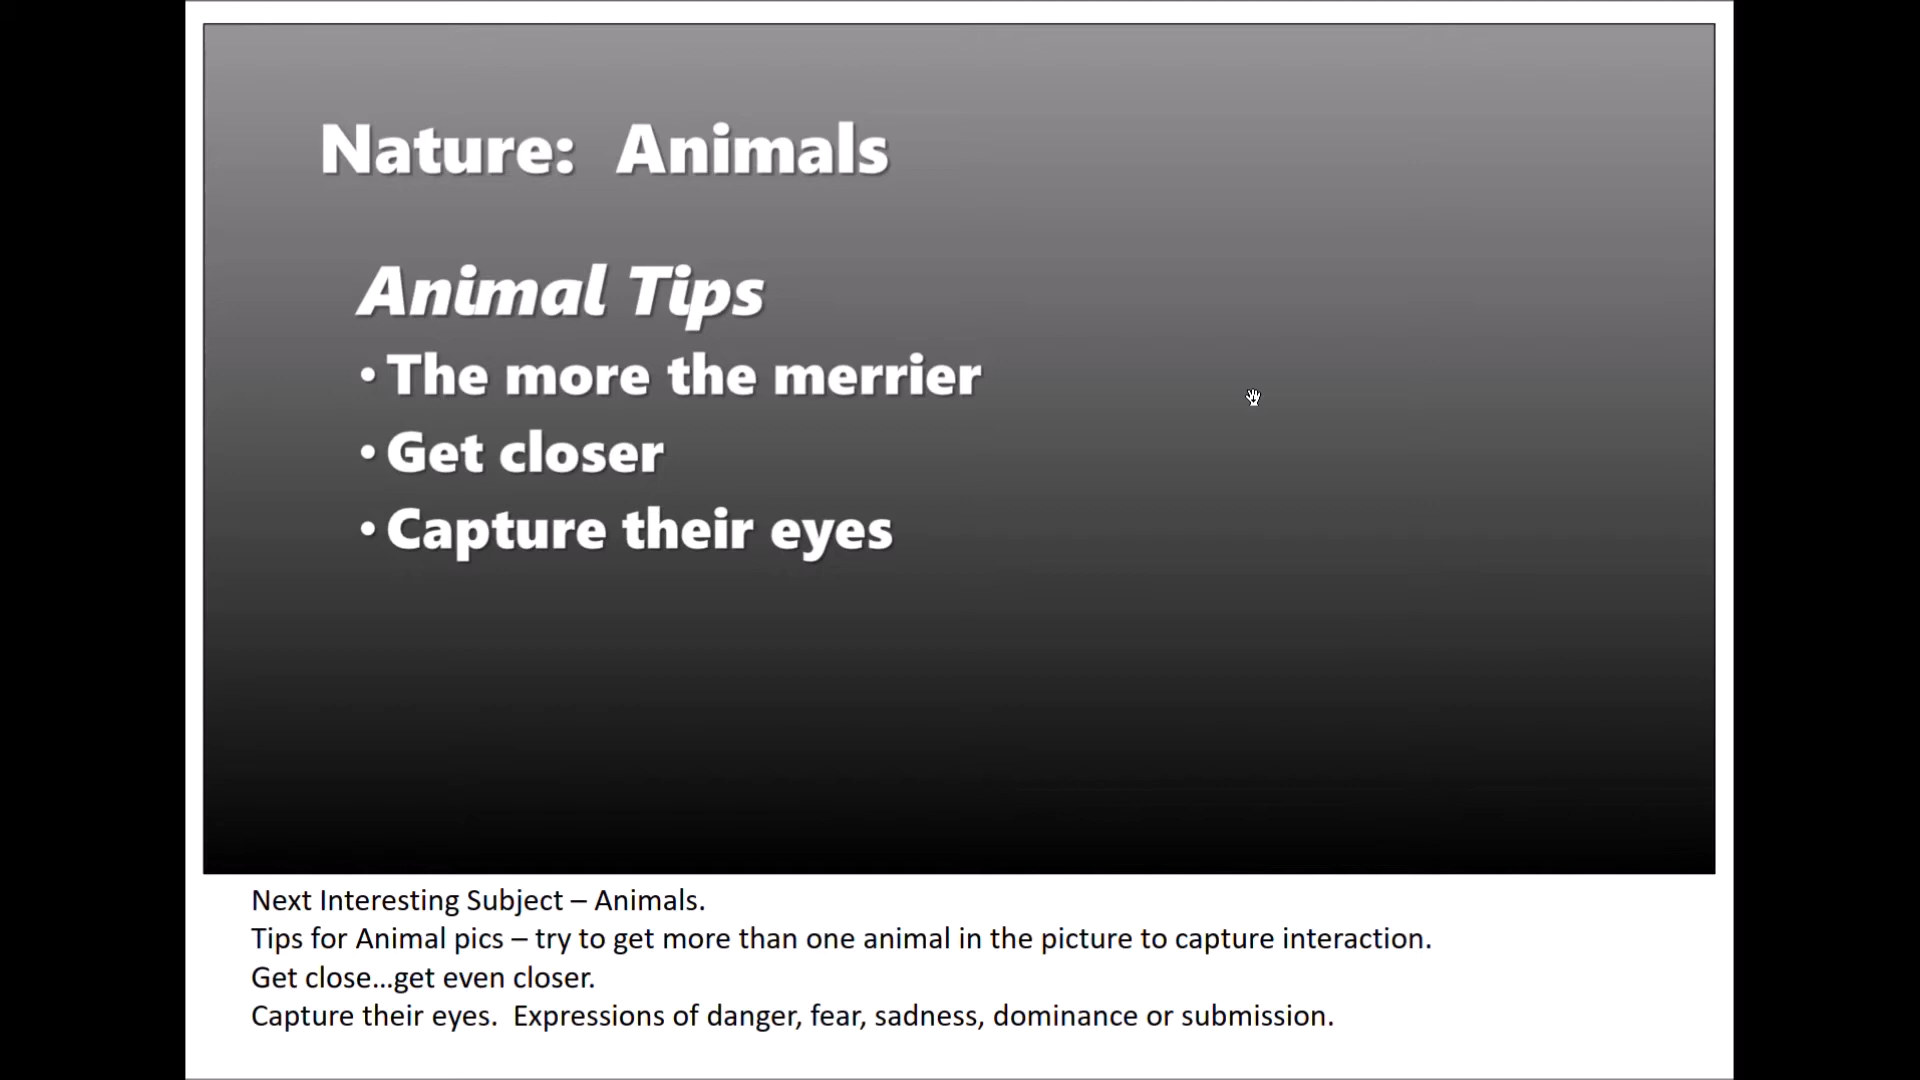 Nature: Animals
Animal Tips
• The more the merrier
• Get closer
• Capture their eyes
Next Interesting Subject – Animals.
Tips for Animal pics – try to get more than one animal in the picture to capture interaction.
Get close...get even closer.
Capture their eyes.  Expressions of danger, fear, sadness, dominance or submission.